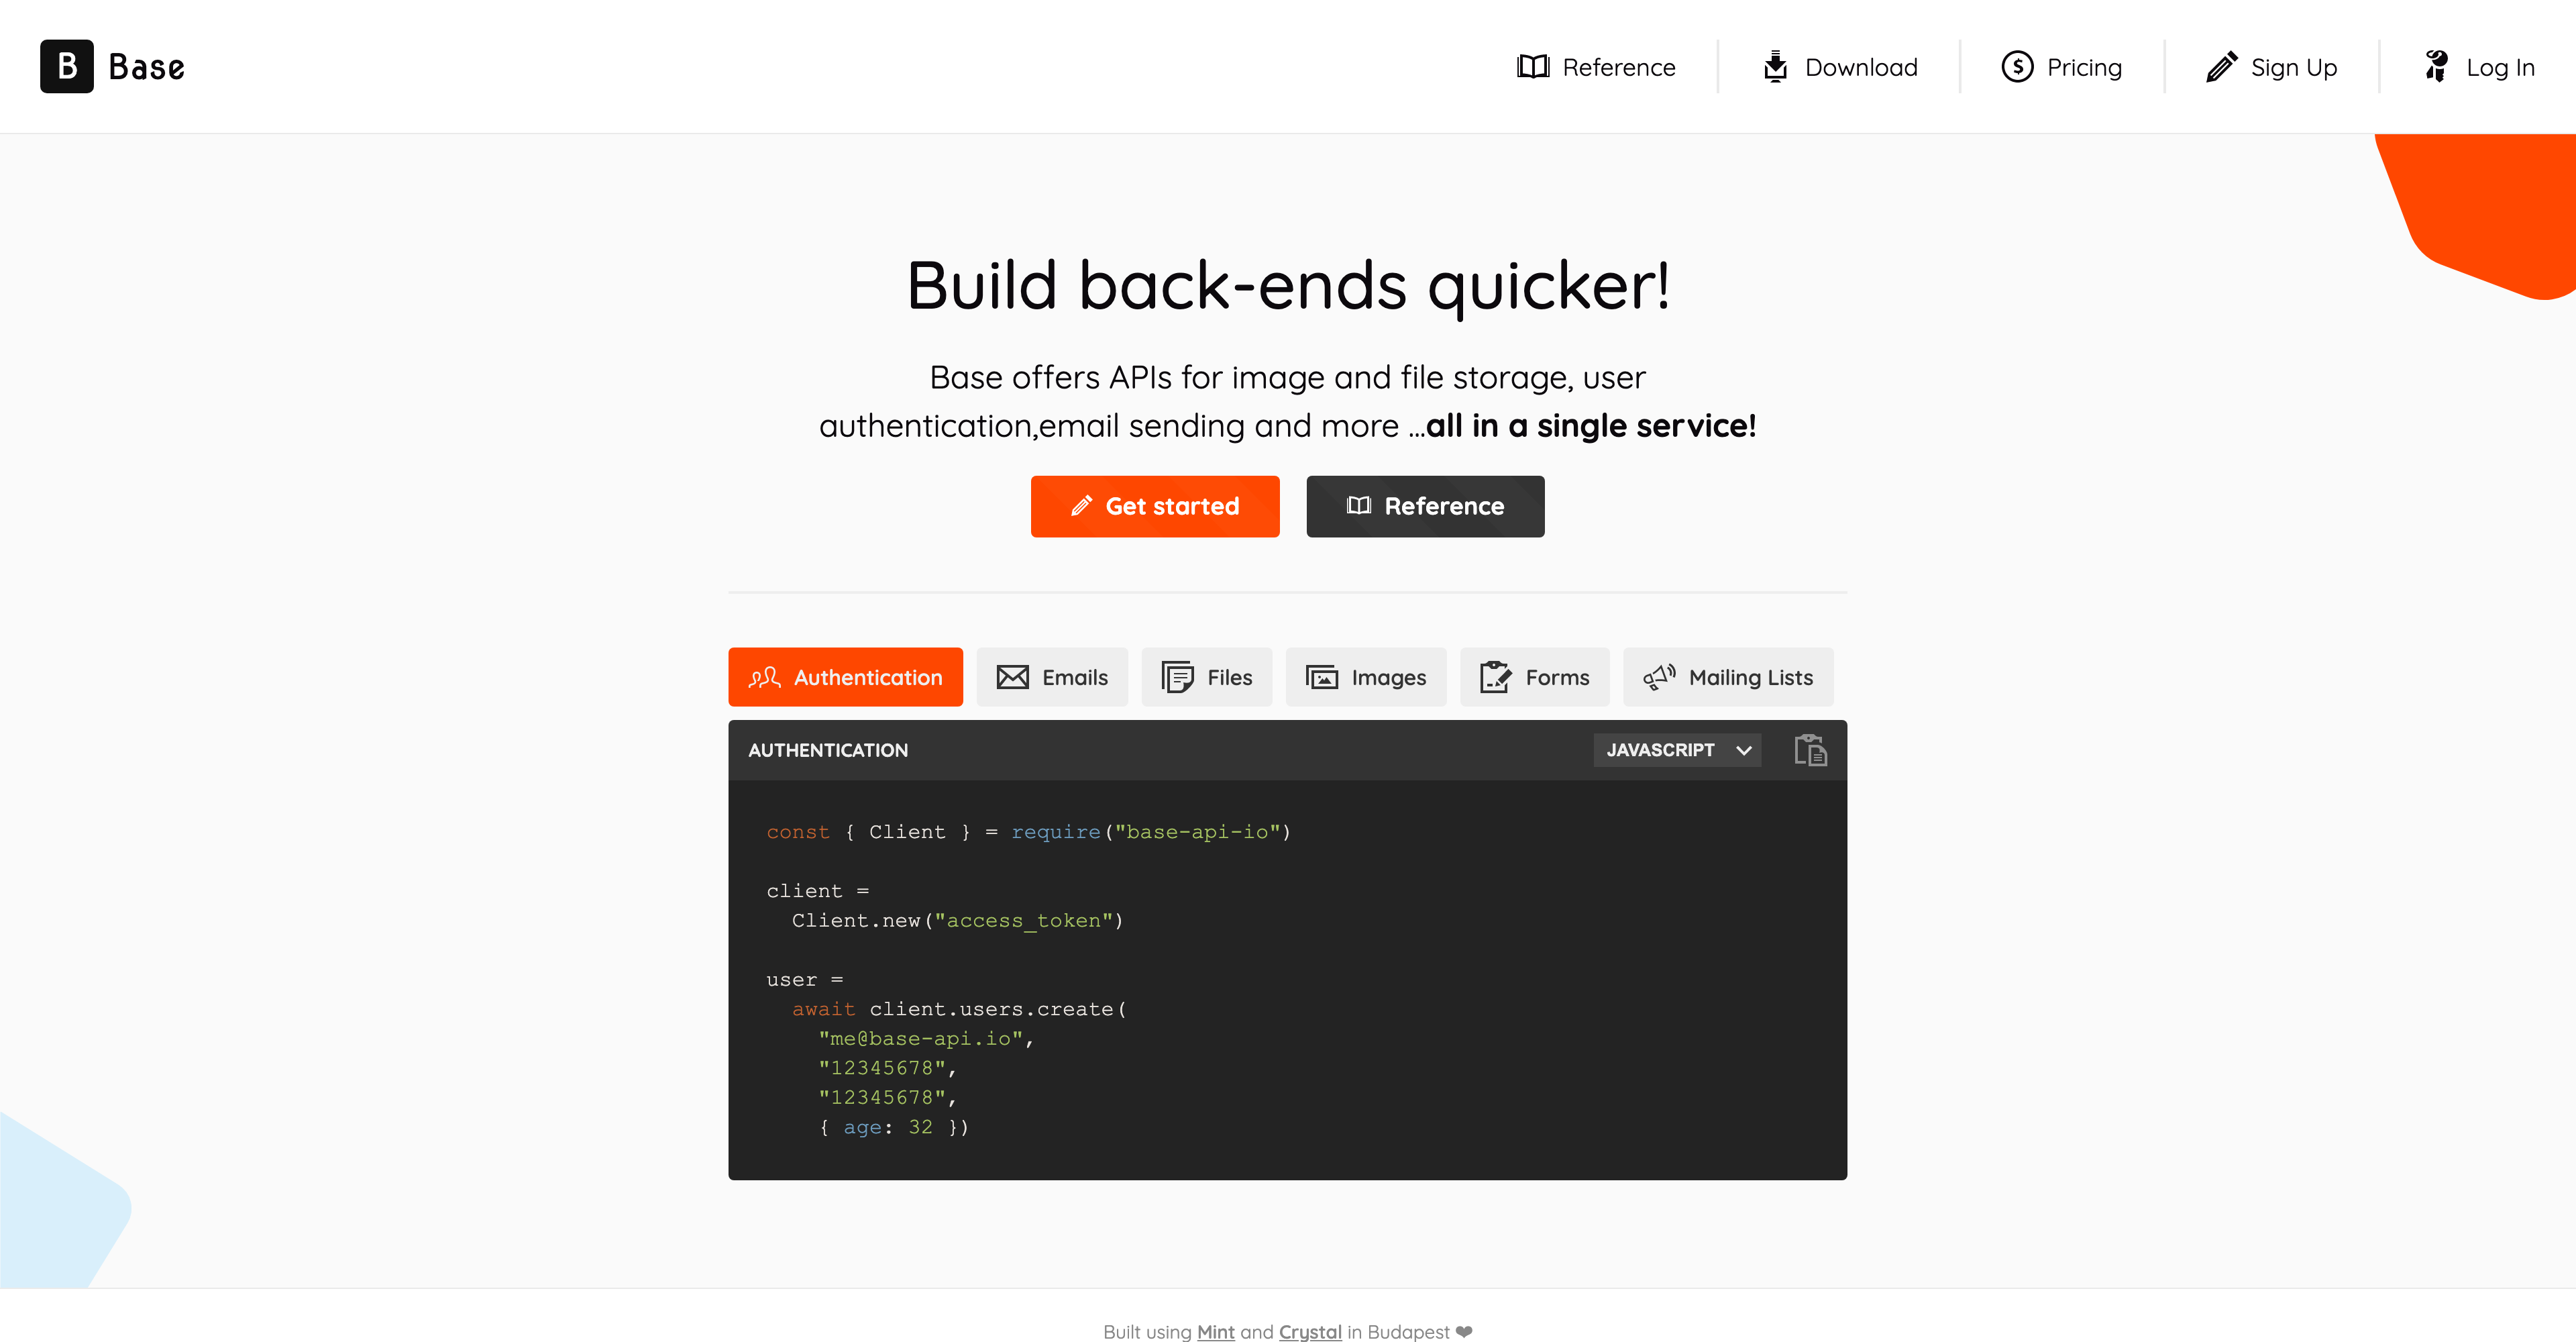 B Base
Reference
Download
Pricing
Sign Up
Log In
Build back-ends quicker!
Base offers APIs for image and file storage, user
authentication,email sending and more ...all in a single service!
Get started
Reference
Authentication
Emails
Files
Images
Forms
Mailing Lists
AUTHENTICATION
JAVASCRIPT
const { Client } = require("base-api-io")
client =
  Client.new("access_token")
user =
  await client.users.create(
    "me@base-api.io",
    "12345678",
    "12345678",
    { age: 32 })
Built using Mint and Crystal in Budapest ❤